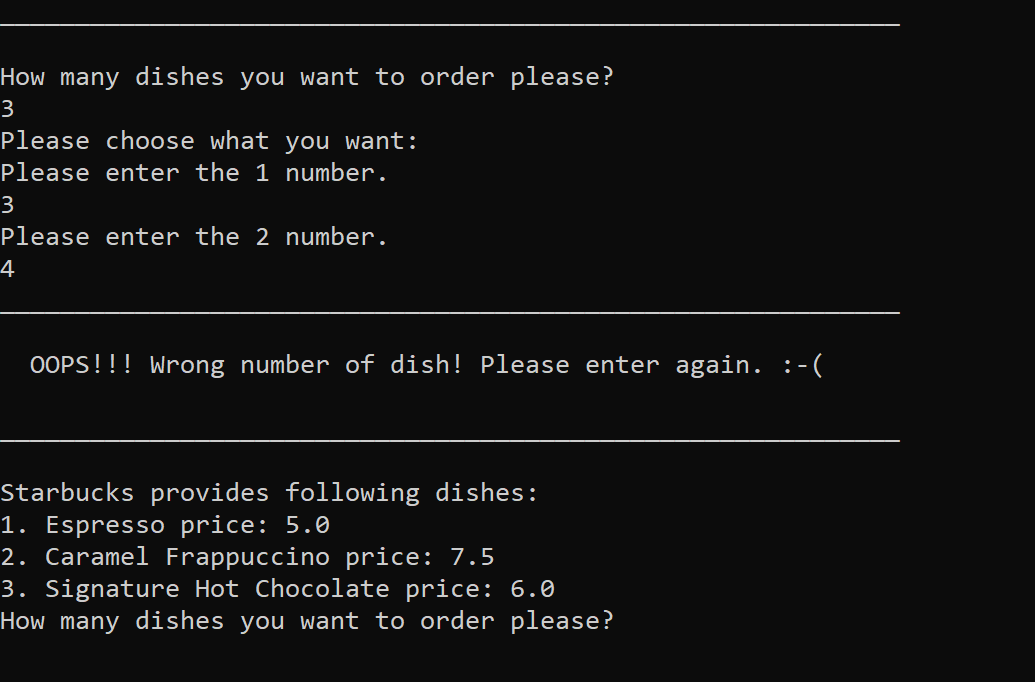 How many dishes you want to order please?
3
Please choose what you want:
Please enter the 1 number.
3
Please enter the 2 number.
4
OOPS!!! Wrong number of dish! Please enter again. :-(
Starbucks provides following dishes:
1. Espresso price: 5.0
2. Caramel Frappuccino price: 7.5
3. Signature Hot Chocolate price: 6.0
How many dishes you want to order please?